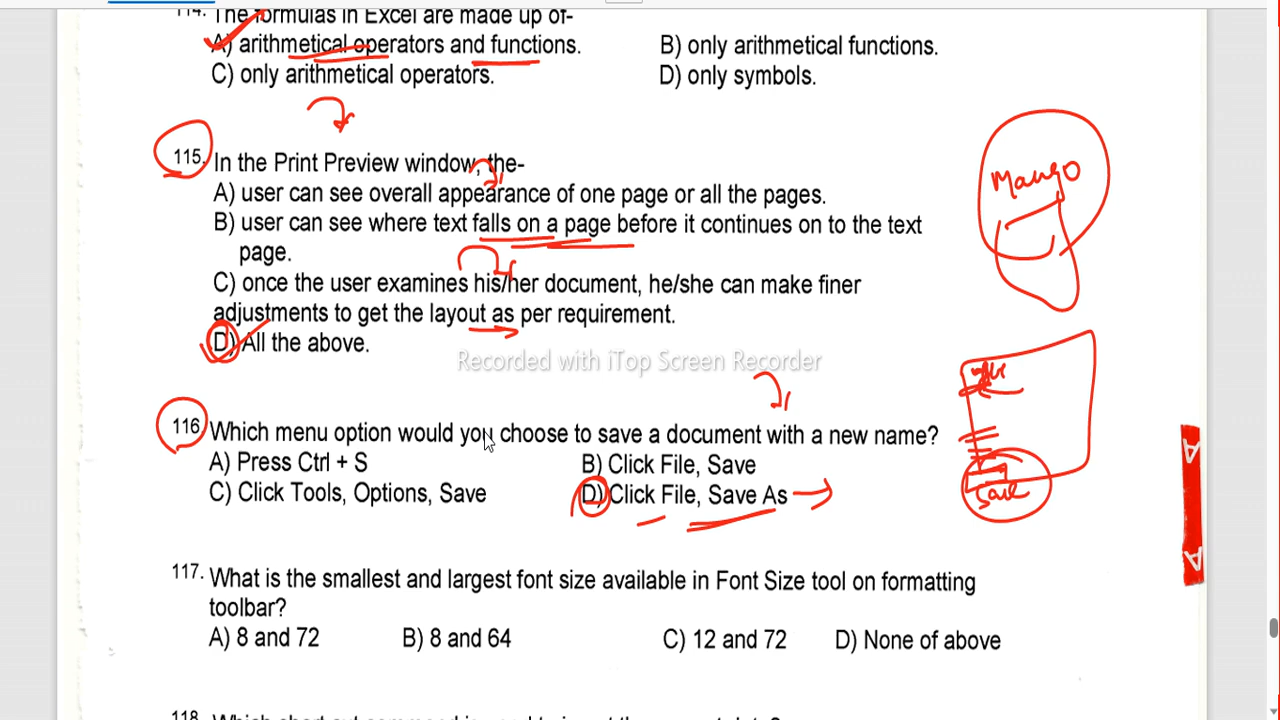 114. The formulas in Excel are made up of-
A) arithmetical operators and functions. B) only arithmetical functions.
C) only arithmetical operators. D) only symbols.
115. In the Print Preview window, the-
A) user can see overall appearance of one page or all the pages.
B) user can see where text falls on a page before it continues on to the text
page.
C) once the user examines his/her document, he/she can make finer
adjustments to get the layout as per requirement.
D) All the above.
Mango
Recorded with iTop Screen Recorder
116. Which menu option would you choose to save a document with a new name?
A) Press Ctrl + S B) Click File, Save
C) Click Tools, Options, Save D) Click File, Save As
Save
A
A
117. What is the smallest and largest font size available in Font Size tool on formatting
toolbar?
A) 8 and 72 B) 8 and 64 C) 12 and 72 D) None of above
118.